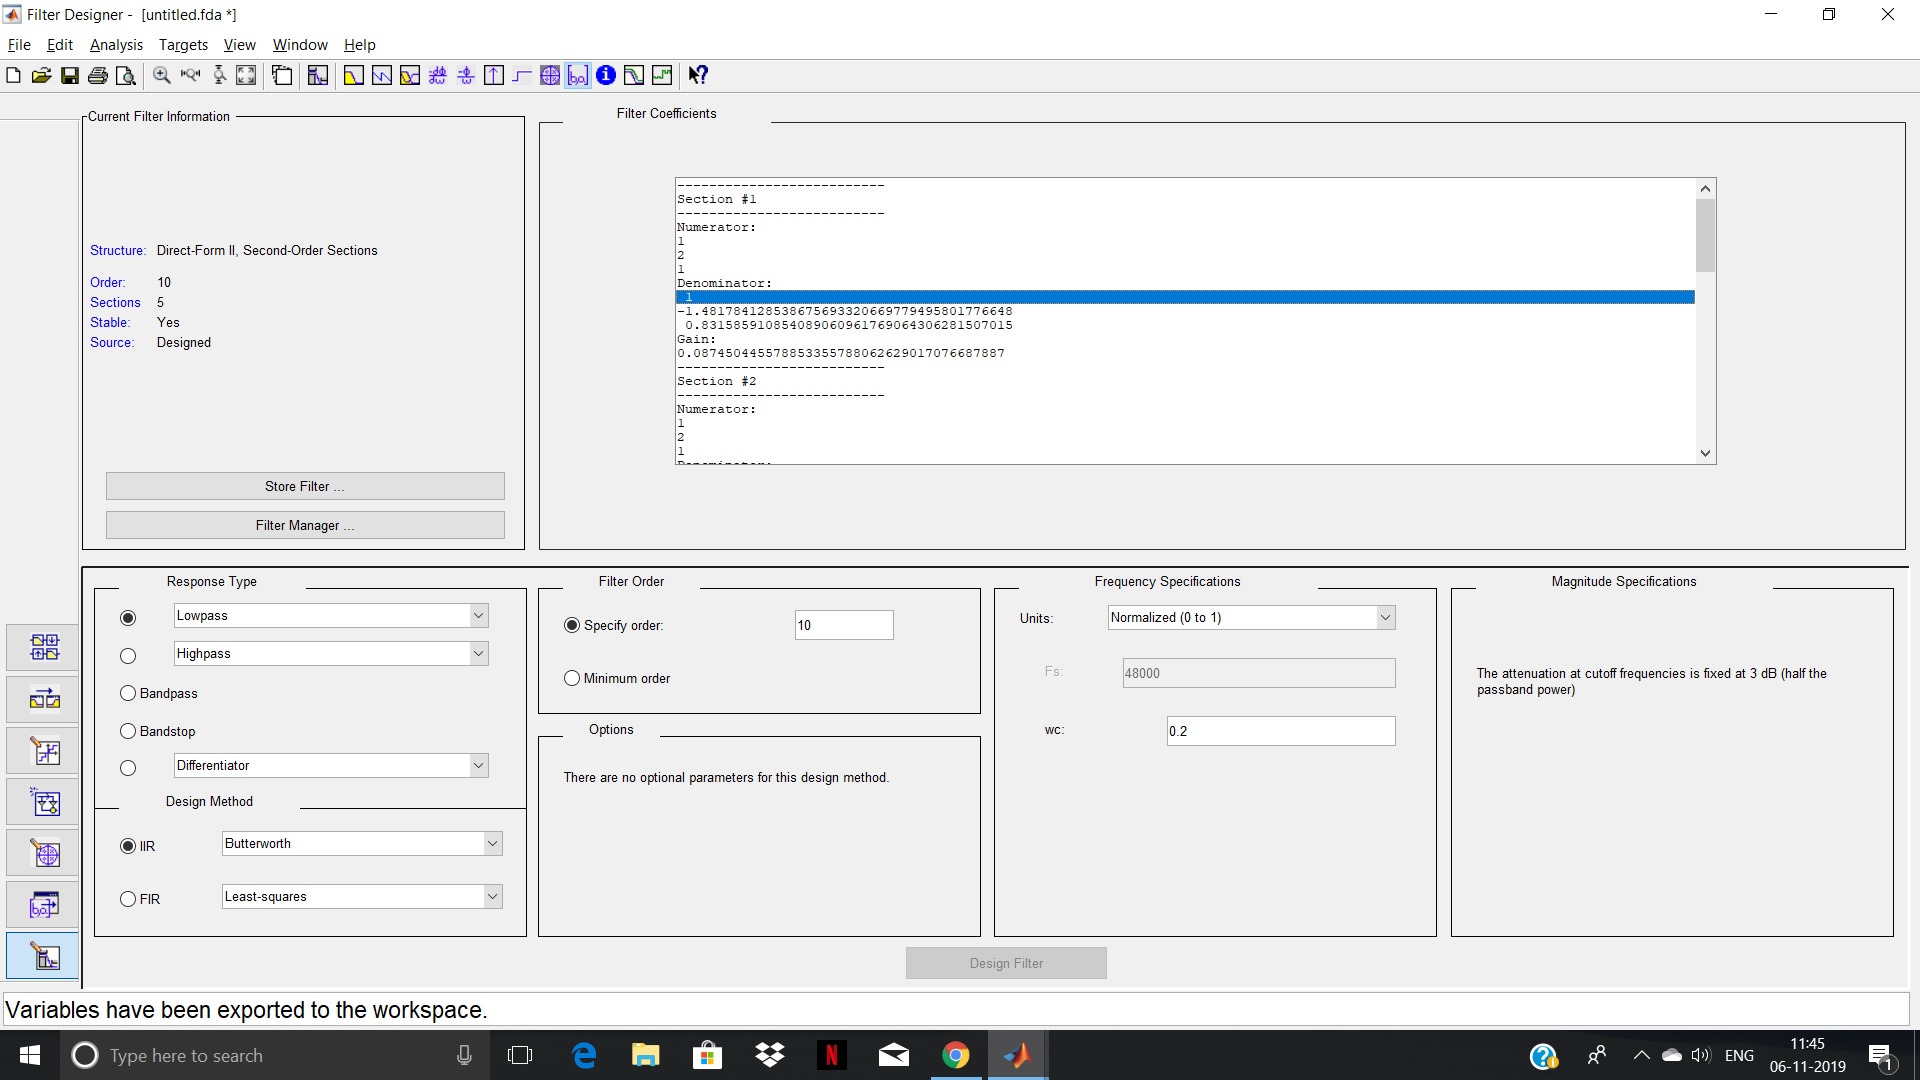 Filter Designer - [untitled.fda *]
File Edit Analysis Targets View Window Help
Current Filter Information
Structure: Direct-Form II, Second-Order Sections
Order: 10
Sections 5
Stable: Yes
Source: Designed
Store Filter ...
Filter Manager ...
Filter Coefficients
--------------------------
Section #1
--------------------------
Numerator:
1
2
1
Denominator:
1
-1.481784128538675693320669779495801776648
0.831585910854089060961769064306281507015
Gain:
0.087450445578853355788062629017076687887
--------------------------
Section #2
--------------------------
Numerator:
1
2
1
Denominator:
Response Type
Lowpass
Highpass
Bandpass
Bandstop
Differentiator
Design Method
IIR Butterworth
FIR Least-squares
Filter Order
Specify order: 10
Minimum order
Options
There are no optional parameters for this design method.
Frequency Specifications
Units: Normalized (0 to 1)
Fs: 48000
wc: 0.2
Magnitude Specifications
The attenuation at cutoff frequencies is fixed at 3 dB (half the
passband power)
Design Filter
Variables have been exported to the workspace.
Type here to search
ENG
11:45
06-11-2019
1